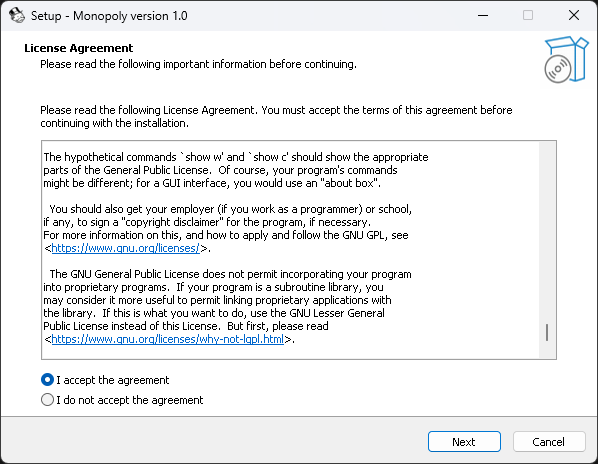 Setup - Monopoly version 1.0
License Agreement
Please read the following important information before continuing.
Please read the following License Agreement. You must accept the terms of this agreement before
continuing with the installation.
The hypothetical commands `show w' and `show c' should show the appropriate
parts of the General Public License.  Of course, your program's commands
might be different; for a GUI interface, you would use an "about box".
You should also get your employer (if you work as a programmer) or school,
if any, to sign a "copyright disclaimer" for the program, if necessary.
For more information on this, and how to apply and follow the GNU GPL, see
<https://www.gnu.org/licenses/>.
The GNU General Public License does not permit incorporating your program
into proprietary programs.  If your program is a subroutine library, you
may consider it more useful to permit linking proprietary applications with
the library.  If this is what you want to do, use the GNU Lesser General
Public License instead of this License.  But first, please read
<https://www.gnu.org/licenses/why-not-lgpl.html>.
I accept the agreement
I do not accept the agreement
Next
Cancel